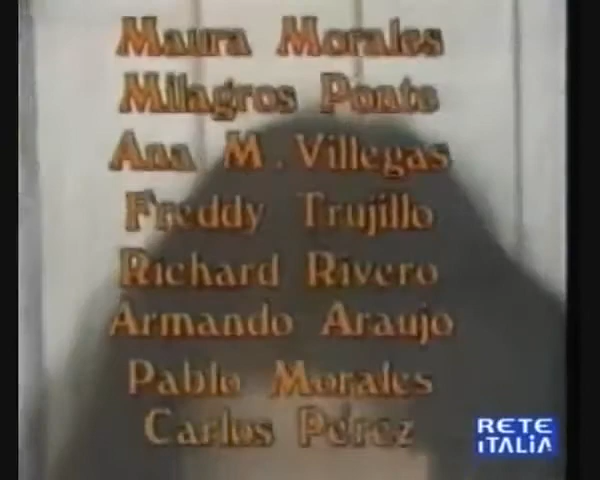 Maura Morales
Milagros Ponte
Ana M. Villegas
Freddy Trujillo
Richard Rivero
Armando Araujo
Pablo Morales
Carlos Pérez
RETE
ITALIA